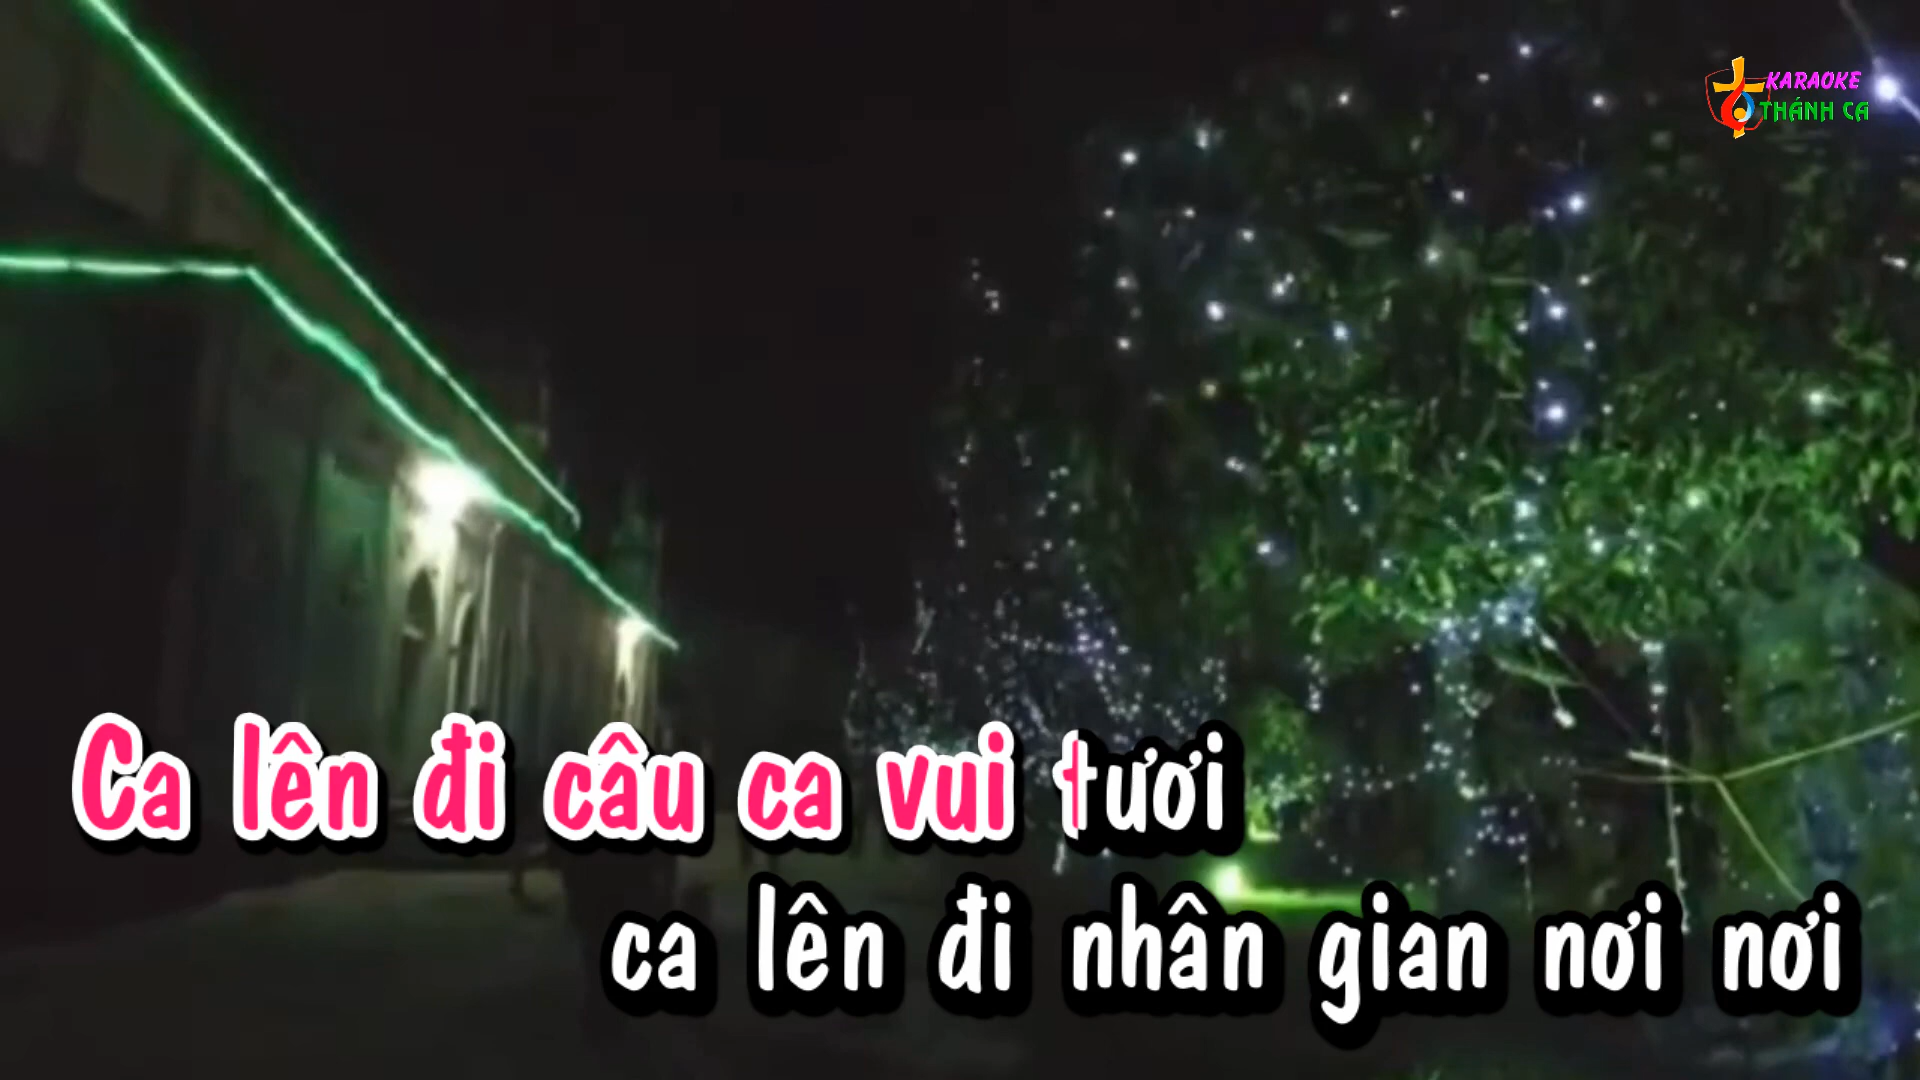 KARAOKE
THÁNH CA
Ca lên đi câu ca vui tươi
ca lên đi nhân gian nơi nơi